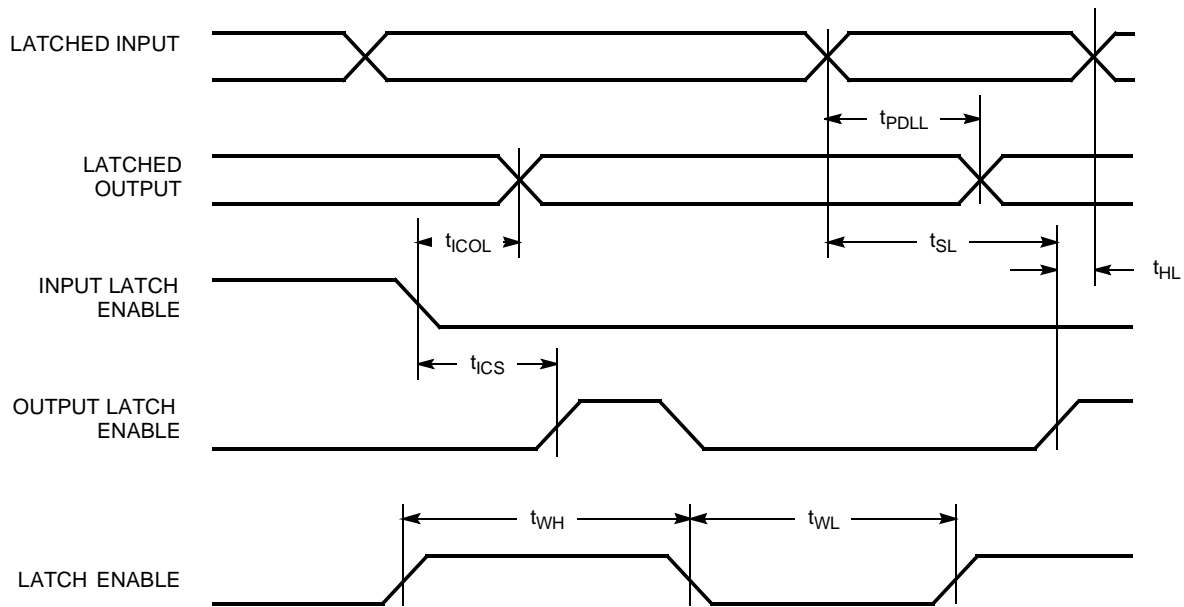 LATCHED INPUT
tPDLL
LATCHED
OUTPUT
tICOL
tSL
tHL
INPUT LATCH
ENABLE
tICS
OUTPUT LATCH
ENABLE
tWH
tWL
LATCH ENABLE